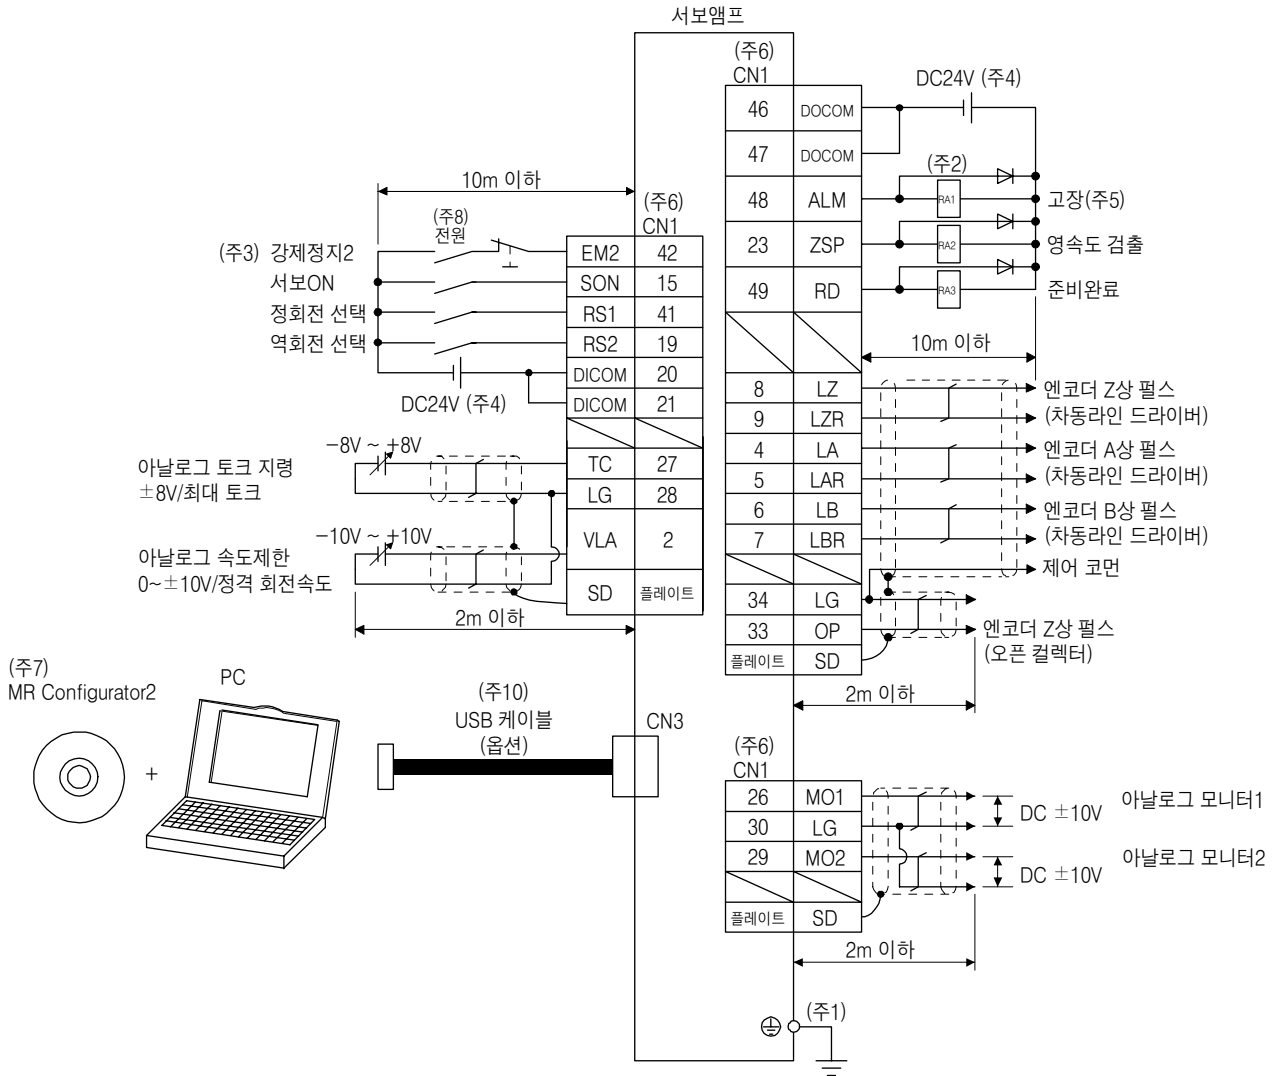 서보앰프
(주6)
CN1
DC24V (주4)
46 DOCOM
47 DOCOM
(주2)
48 ALM RA1 고장(주5)
23 ZSP RA2 영속도 검출
49 RD RA3 준비완료
10m 이하
8 LZ 엔코더 Z상 펄스
9 LZR (차동라인 드라이버)
4 LA 엔코더 A상 펄스
5 LAR (차동라인 드라이버)
6 LB 엔코더 B상 펄스
7 LBR (차동라인 드라이버)
제어 코먼
34 LG
33 OP 엔코더 Z상 펄스
(오픈 컬렉터)
플레이트 SD
2m 이하
10m 이하
(주6)
CN1
(주8)
전원
(주3) 강제정지2 EM2 42
서보ON SON 15
정회전 선택 RS1 41
역회전 선택 RS2 19
DICOM 20
DC24V (주4) DICOM 21
−8V ~ +8V
아날로그 토크 지령 TC 27
±8V/최대 토크 LG 28
−10V ~ +10V VLA 2
아날로그 속도제한
0~±10V/정격 회전속도 SD 플레이트
2m 이하
(주7)
MR Configurator2
PC
+
(주10)
USB 케이블
(옵션)
CN3
(주6)
CN1
26 MO1 아날로그 모니터1
DC ±10V
30 LG
29 MO2 아날로그 모니터2
DC ±10V
플레이트 SD
2m 이하
(주1)